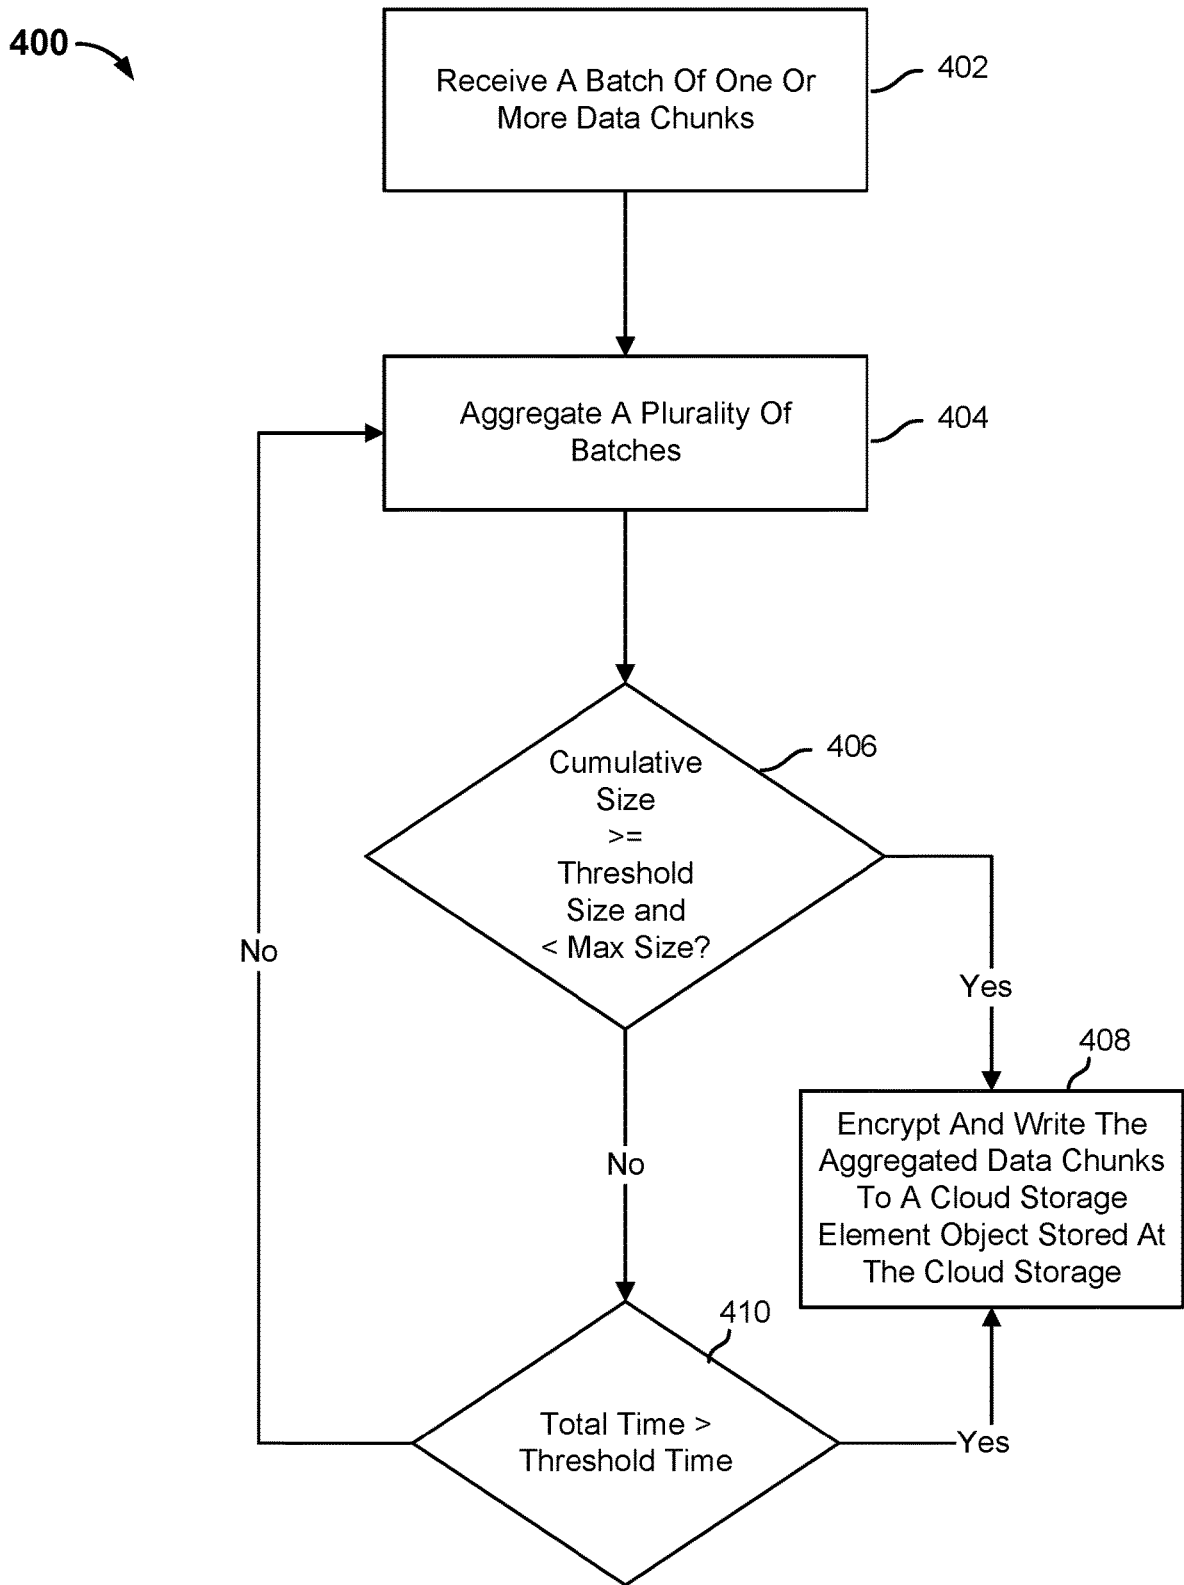 400
Receive A Batch Of One Or
More Data Chunks
402
Aggregate A Plurality Of
Batches
404
Cumulative
Size
>=
Threshold
Size and
< Max Size?
406
No
Yes
408
Encrypt And Write The
Aggregated Data Chunks
To A Cloud Storage
Element Object Stored At
The Cloud Storage
No
410
Total Time >
Threshold Time
Yes